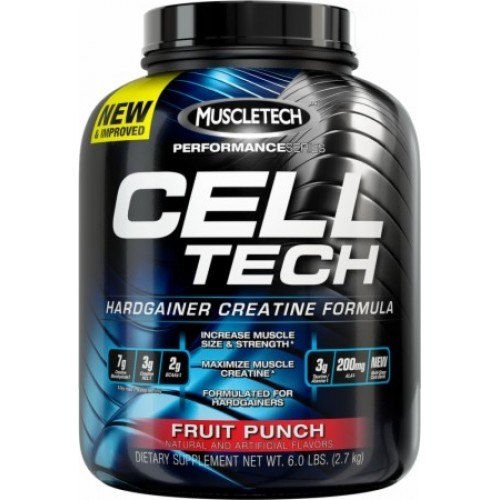 NEW
& IMPROVED
MUSCLETECH
PERFORMANCE SERIES
CELL
TECH
HARDGAINER CREATINE FORMULA
INCREASE MUSCLE
SIZE & STRENGTH*
MAXIMIZE MUSCLE
CREATINE*
FORMULATED FOR
HARDGAINERS
7g
3g
2g
3g
200mg
ALA
NEW
FRUIT PUNCH
NATURAL AND ARTIFICIAL FLAVORS
DIETARY SUPPLEMENT NET WT. 6.0 LBS. (2.7 kg)